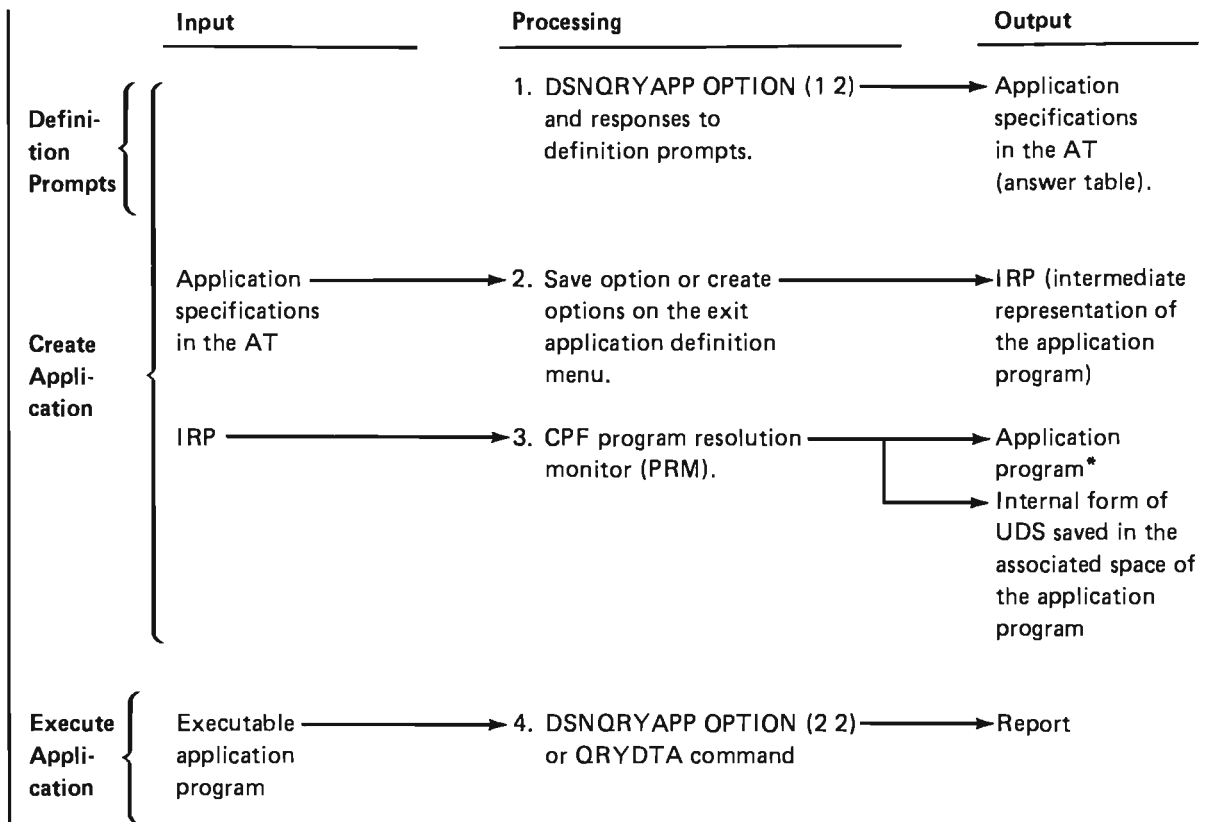 Input
Processing
Output
Defini-
tion
Prompts
1. DSNQRYAPP OPTION (1 2)
and responses to
definition prompts.
Application
specifications
in the AT
(answer table).
Create
Appli-
cation
Application
specifications
in the AT
2. Save option or create
options on the exit
application definition
menu.
IRP (intermediate
representation of
the application
program)
IRP
3. CPF program resolution
monitor (PRM).
Application
program*
Internal form of
UDS saved in the
associated space of
the application
program
Execute
Appli-
cation
Executable
application
program
4. DSNQRYAPP OPTION (2 2)
or QRYDTA command
Report